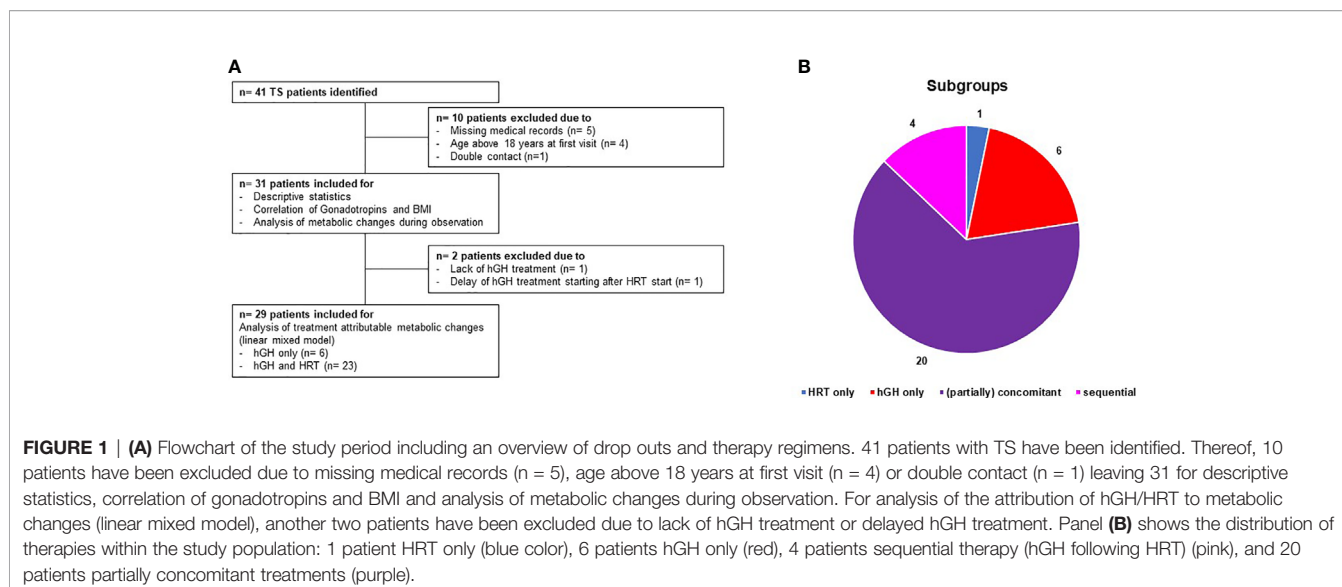 A
n= 41 TS patients identified
n= 10 patients excluded due to
- Missing medical records (n= 5)
- Age above 18 years at first visit (n= 4)
- Double contact (n=1)
n= 31 patients included for
- Descriptive statistics
- Correlation of Gonadotropins and BMI
- Analysis of metabolic changes during observation
n= 2 patients excluded due to
- Lack of hGH treatment (n= 1)
- Delay of hGH treatment starting after HRT start (n= 1)
n= 29 patients included for
Analysis of treatment attributable metabolic changes
(linear mixed model)
- hGH only (n= 6)
- hGH and HRT (n= 23)
B
Subgroups
1
6
20
4
HRT only hGH only (partially) concomitant sequential
FIGURE 1 | (A) Flowchart of the study period including an overview of drop outs and therapy regimens. 41 patients with TS have been identified. Thereof, 10
patients have been excluded due to missing medical records (n = 5), age above 18 years at first visit (n = 4) or double contact (n = 1) leaving 31 for descriptive
statistics, correlation of gonadotropins and BMI and analysis of metabolic changes during observation. For analysis of the attribution of hGH/HRT to metabolic
changes (linear mixed model), another two patients have been excluded due to lack of hGH treatment or delayed hGH treatment. Panel (B) shows the distribution of
therapies within the study population: 1 patient HRT only (blue color), 6 patients hGH only (red), 4 patients sequential therapy (hGH following HRT) (pink), and 20
patients partially concomitant treatments (purple).